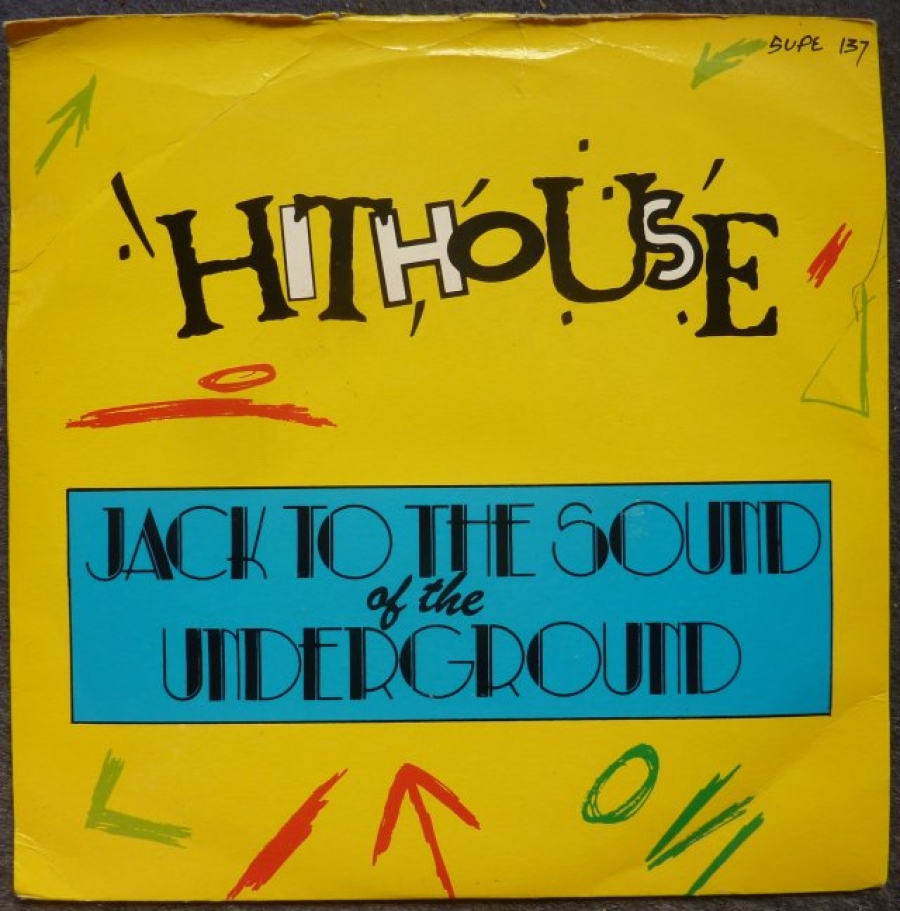 SUPE 137
HITHOUSE
JACK TO THE SOUND
of the
UNDERGROUND